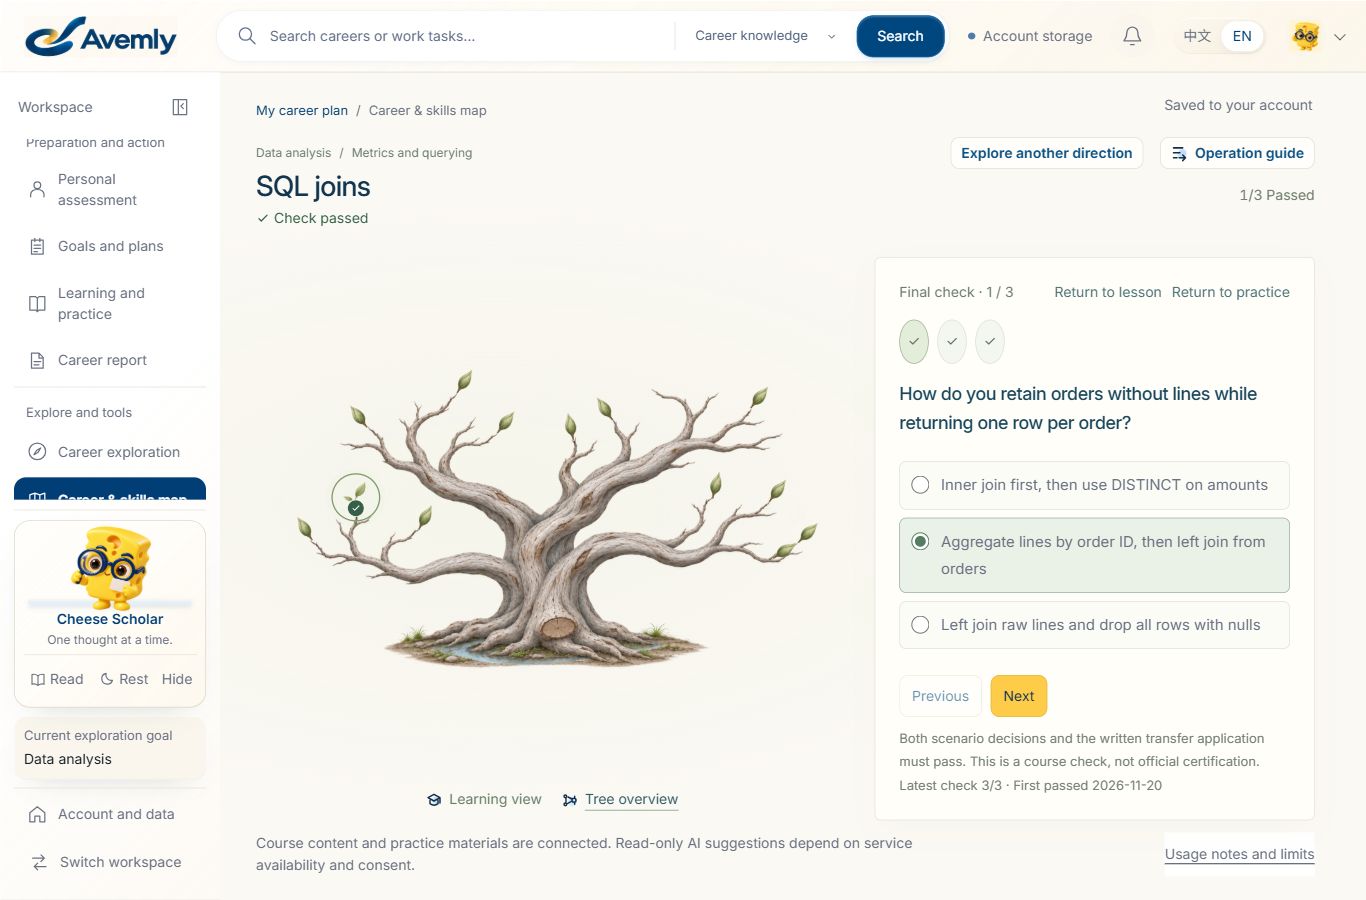 Avemly
Search careers or work tasks...
Career knowledge
Search
Account storage
中文
EN
Workspace
Preparation and action
Personal
assessment
Goals and plans
Learning and
practice
Career report
Explore and tools
Career exploration
Career & skills map
Cheese Scholar
One thought at a time.
Read
Rest
Hide
Current exploration goal
Data analysis
Account and data
Switch workspace
My career plan / Career & skills map
Saved to your account
Data analysis / Metrics and querying
Explore another direction
Operation guide
SQL joins
1/3 Passed
Check passed
Final check · 1 / 3
Return to lesson
Return to practice
How do you retain orders without lines while
returning one row per order?
Inner join first, then use DISTINCT on amounts
Aggregate lines by order ID, then left join from
orders
Left join raw lines and drop all rows with nulls
Previous
Next
Both scenario decisions and the written transfer application
must pass. This is a course check, not official certification.
Latest check 3/3 · First passed 2026-11-20
Learning view
Tree overview
Course content and practice materials are connected. Read-only AI suggestions depend on service
availability and consent.
Usage notes and limits